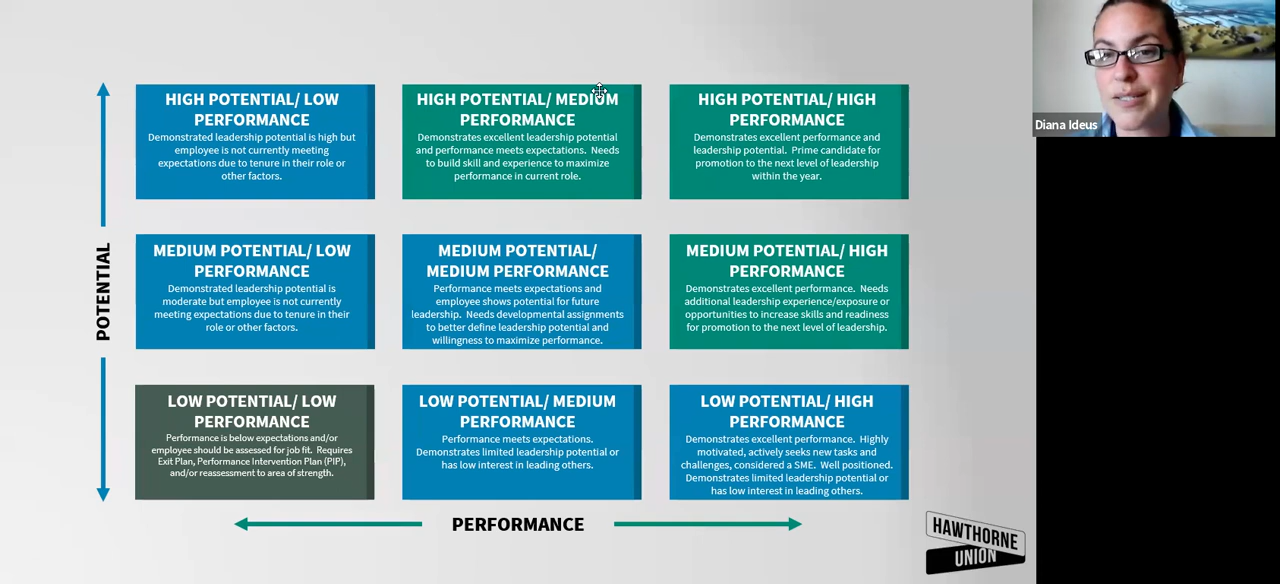 HIGH POTENTIAL/ LOW
PERFORMANCE
Demonstrated leadership potential is high but
employee is not currently meeting
expectations due to tenure in their role or
other factors.
HIGH POTENTIAL/ MEDIUM
PERFORMANCE
Demonstrates excellent leadership potential
and performance meets expectations. Needs
to build skill and experience to maximize
performance in current role.
HIGH POTENTIAL/ HIGH
PERFORMANCE
Demonstrates excellent performance and
leadership potential. Prime candidate for
promotion to the next level of leadership
within the year.
Diana Ideus
POTENTIAL
MEDIUM POTENTIAL/ LOW
PERFORMANCE
Demonstrated leadership potential is
moderate but employee is not currently
meeting expectations due to tenure in their
role or other factors.
MEDIUM POTENTIAL/
MEDIUM PERFORMANCE
Performance meets expectations and
employee shows potential for future
leadership. Needs developmental assignments
to better define leadership potential and
willingness to maximize performance.
MEDIUM POTENTIAL/ HIGH
PERFORMANCE
Demonstrates excellent performance. Needs
additional leadership experience/exposure or
opportunities to increase skills and readiness
for promotion to the next level of leadership.
LOW POTENTIAL/ LOW
PERFORMANCE
Performance is below expectations and/or
employee should be assessed for job fit. Requires
Exit Plan, Performance Intervention Plan (PIP),
and/or reassessment to area of strength.
LOW POTENTIAL/ MEDIUM
PERFORMANCE
Performance meets expectations.
Demonstrates limited leadership potential or
has low interest in leading others.
LOW POTENTIAL/ HIGH
PERFORMANCE
Demonstrates excellent performance. Highly
motivated, actively seeks new tasks and
challenges, considered a SME. Well positioned.
Demonstrates limited leadership potential or
has low interest in leading others.
PERFORMANCE
HAWTHORNE
UNION